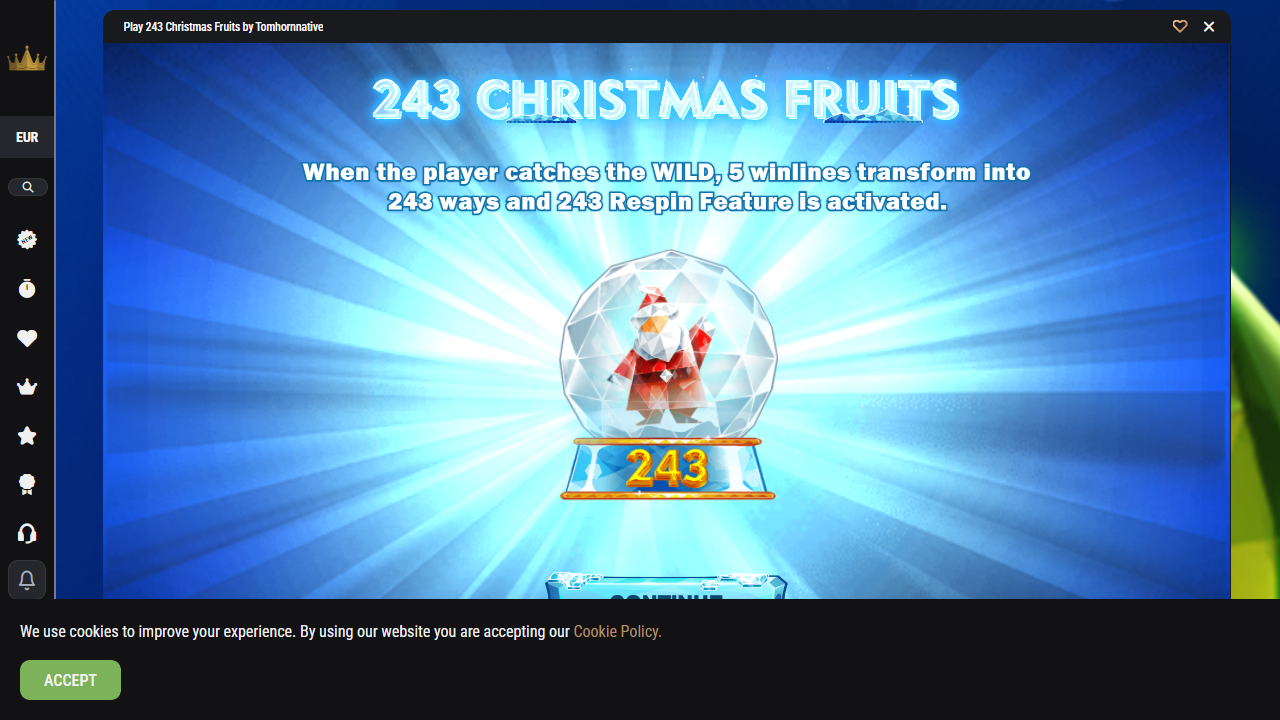 Play 243 Christmas Fruits by Tomhornnative
EUR
NEW
243 CHRISTMAS FRUITS
When the player catches the WILD, 5 winlines transform into
243 ways and 243 Respin Feature is activated.
243
CONTINUE
We use cookies to improve your experience. By using our website you are accepting our Cookie Policy.
ACCEPT